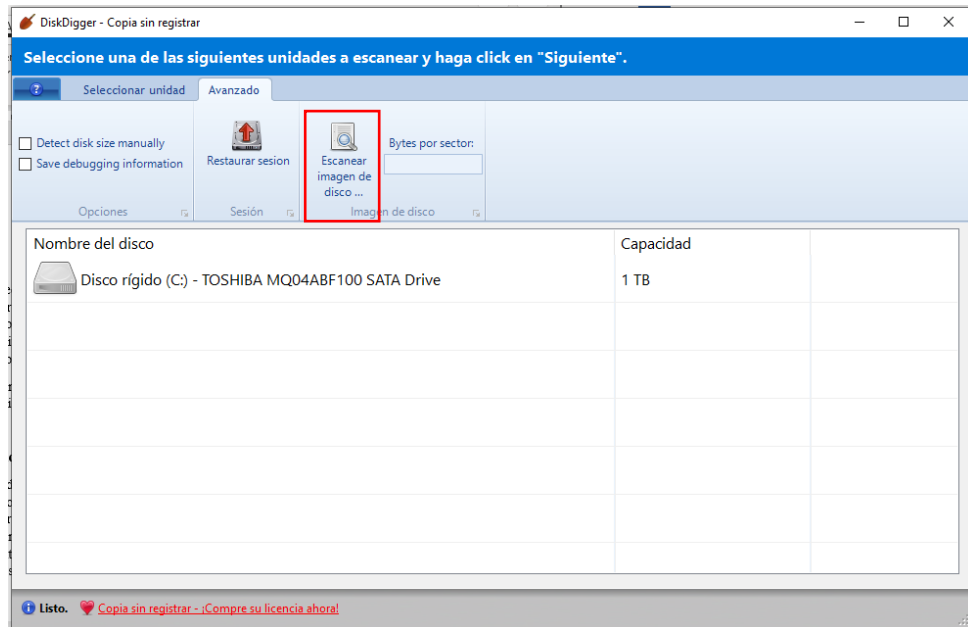 DiskDigger - Copia sin registrar
Seleccione una de las siguientes unidades a escanear y haga click en "Siguiente".
Seleccionar unidad
Avanzado
Detect disk size manually
Save debugging information
Opciones
Restaurar sesion
Sesión
Escanear
imagen de
disco ...
Bytes por sector:
Imagen de disco
Nombre del disco
Capacidad
Disco rígido (C:) - TOSHIBA MQ04ABF100 SATA Drive
1 TB
Listo.
Copia sin registrar - ¡Compre su licencia ahora!